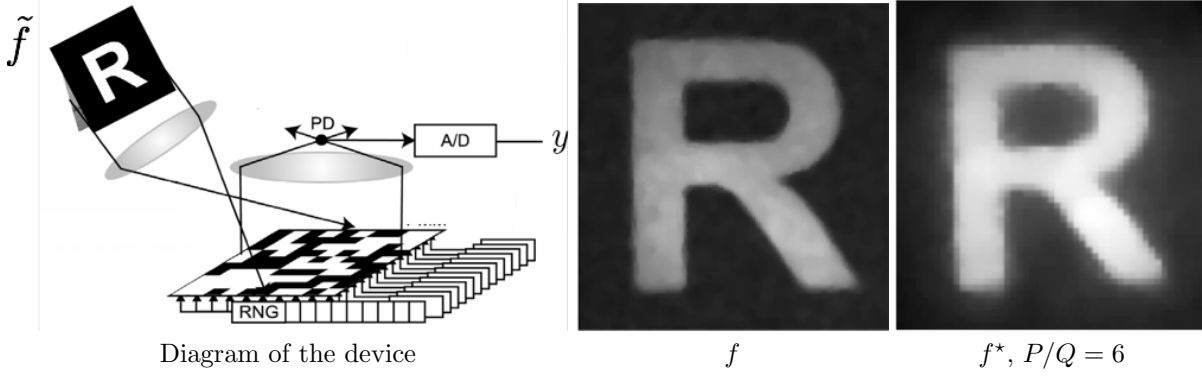 f̃
R
PD
A/D
y
RNG
R
R
Diagram of the device
f
f⋆, P/Q = 6